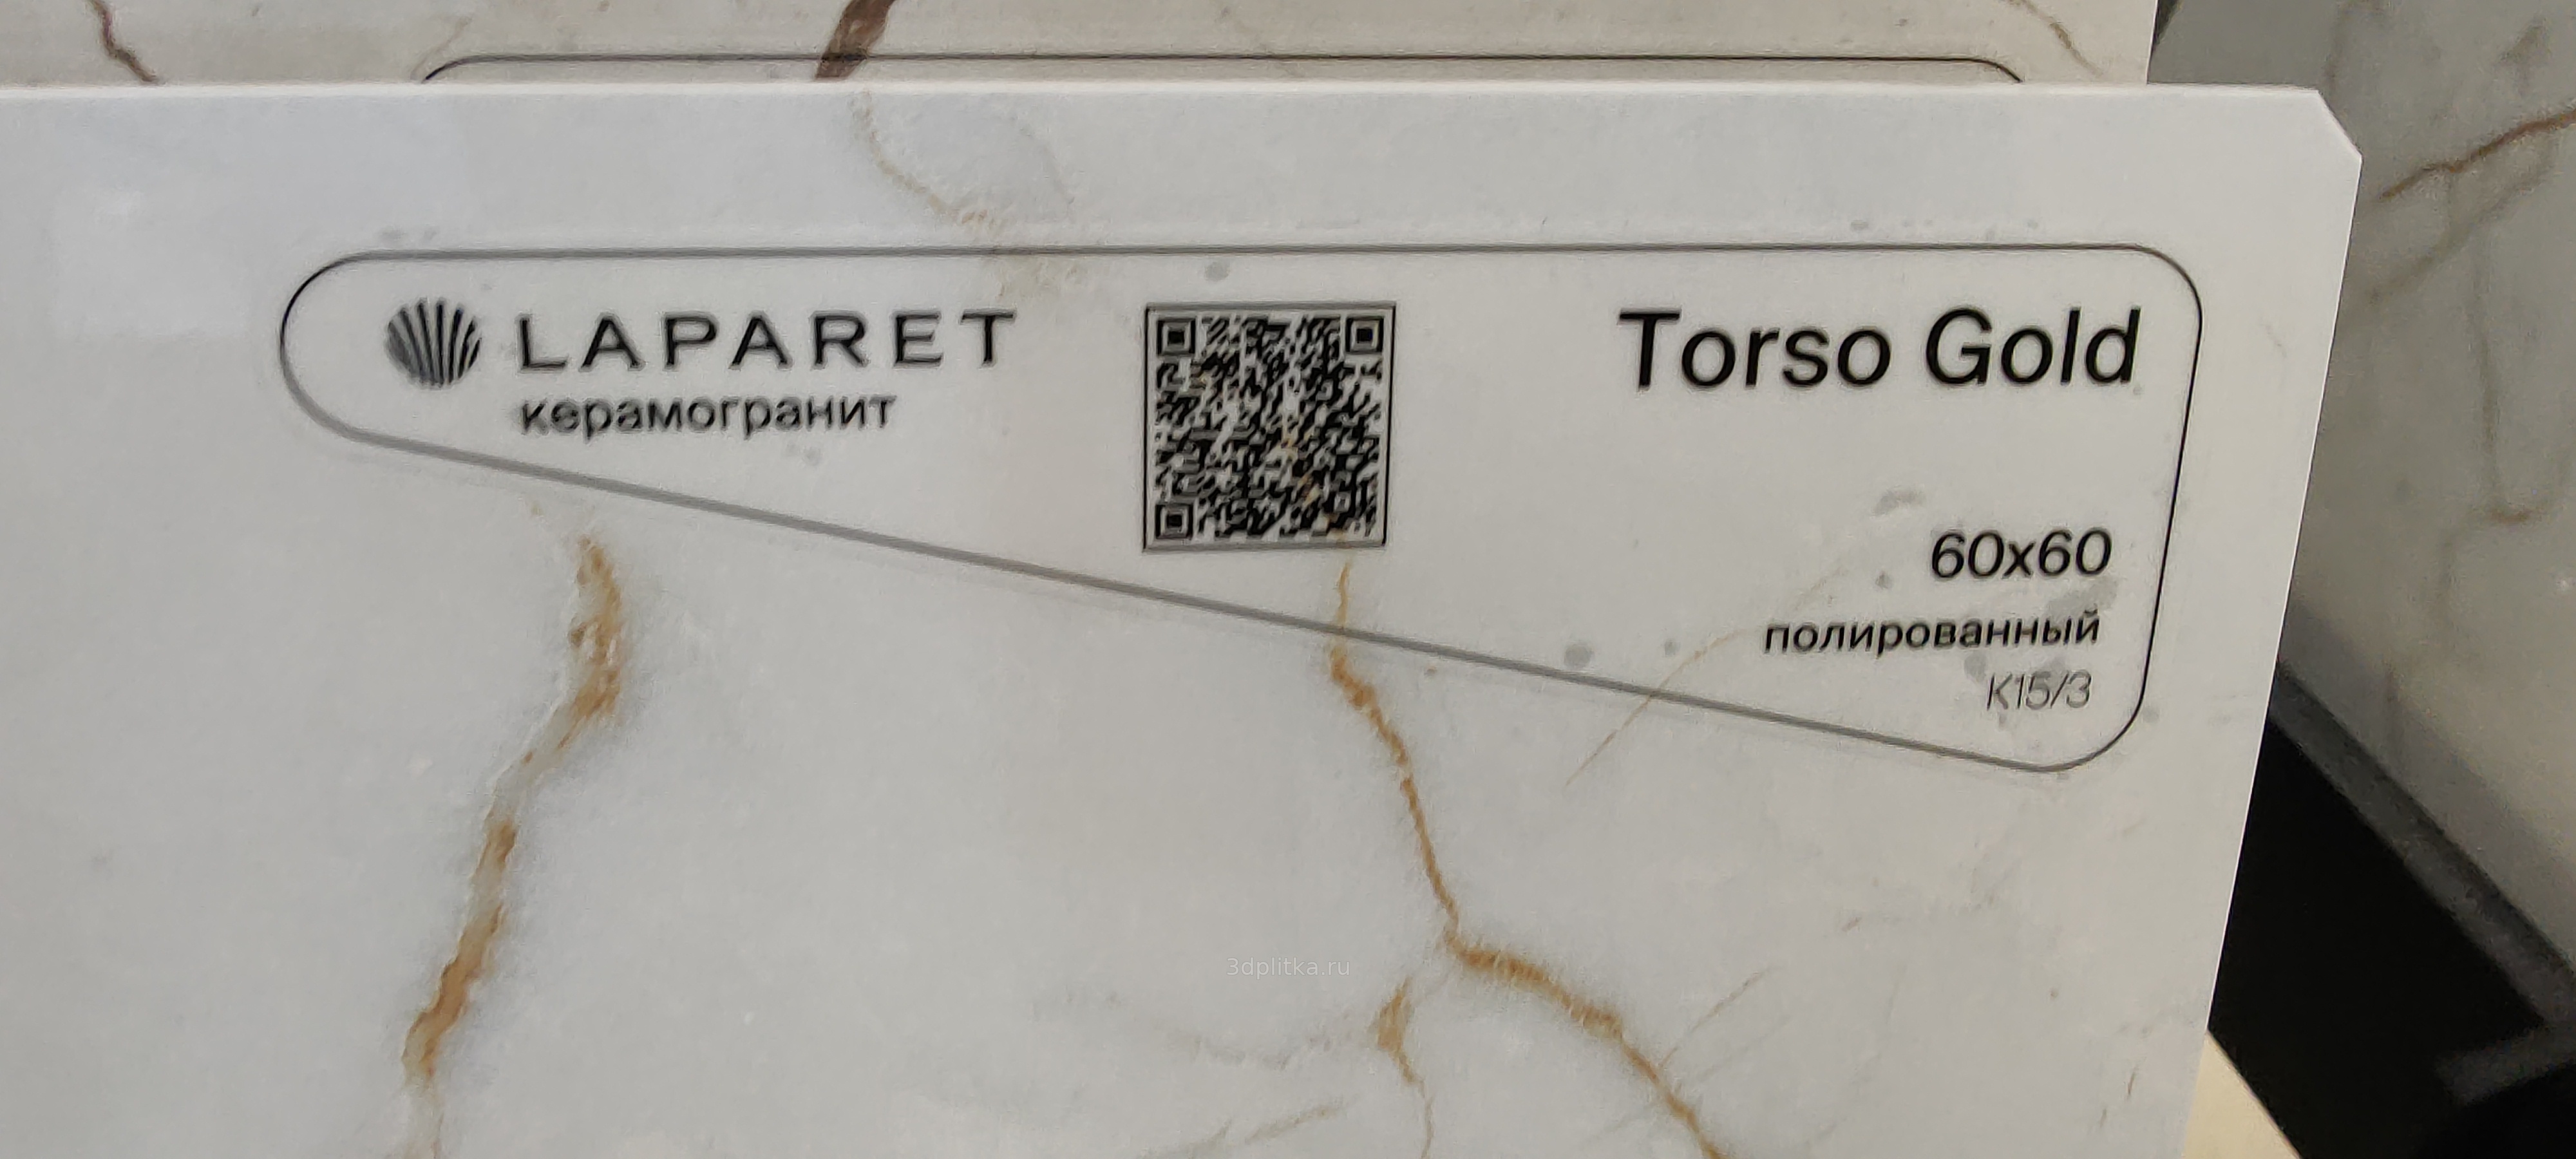 LAPARET
керамогранит
Torso Gold
60x60
полированный
K15/3
3dplitka.ru